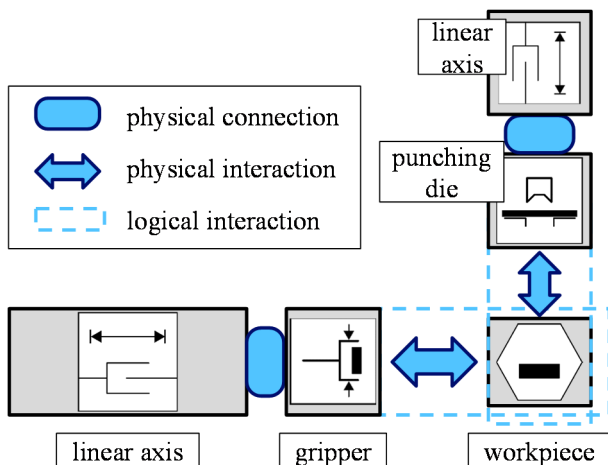 linear
axis
physical connection
physical interaction
logical interaction
punching
die
linear axis
gripper
workpiece